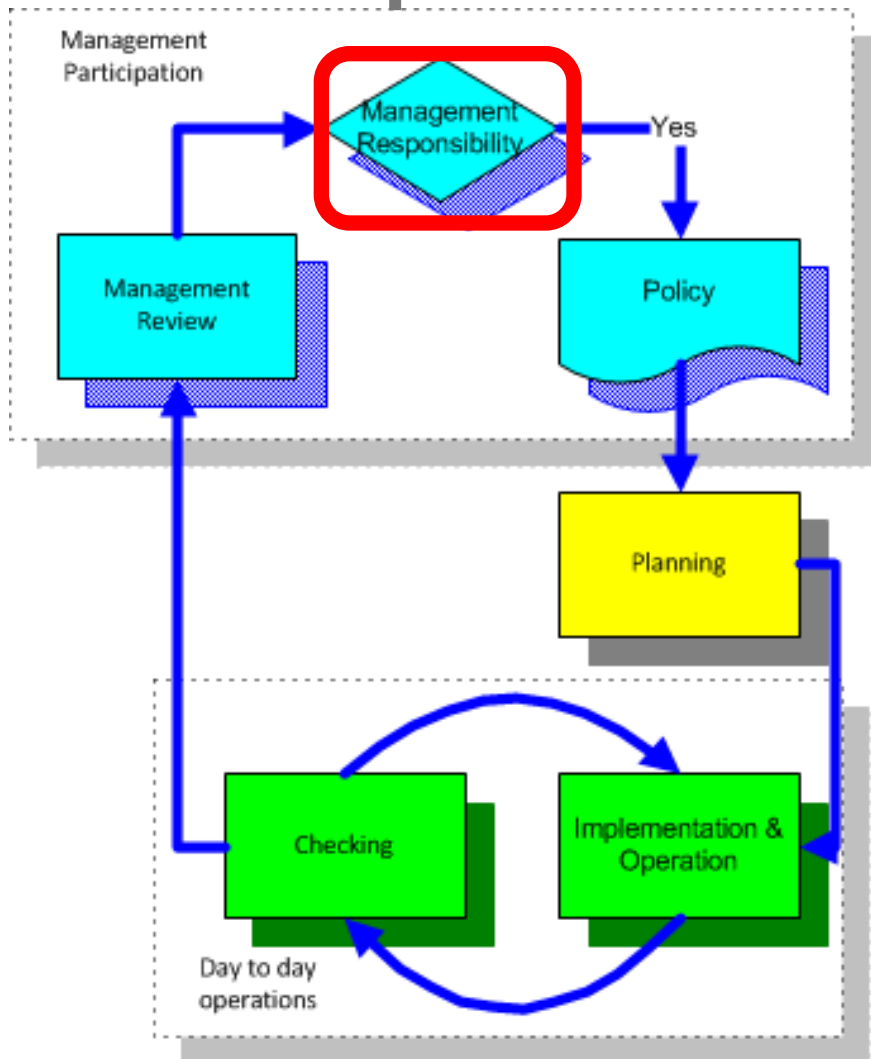 Management
Participation
Management
Responsibility
Yes
Management
Review
Policy
Planning
Checking
Implementation &
Operation
Day to day
operations